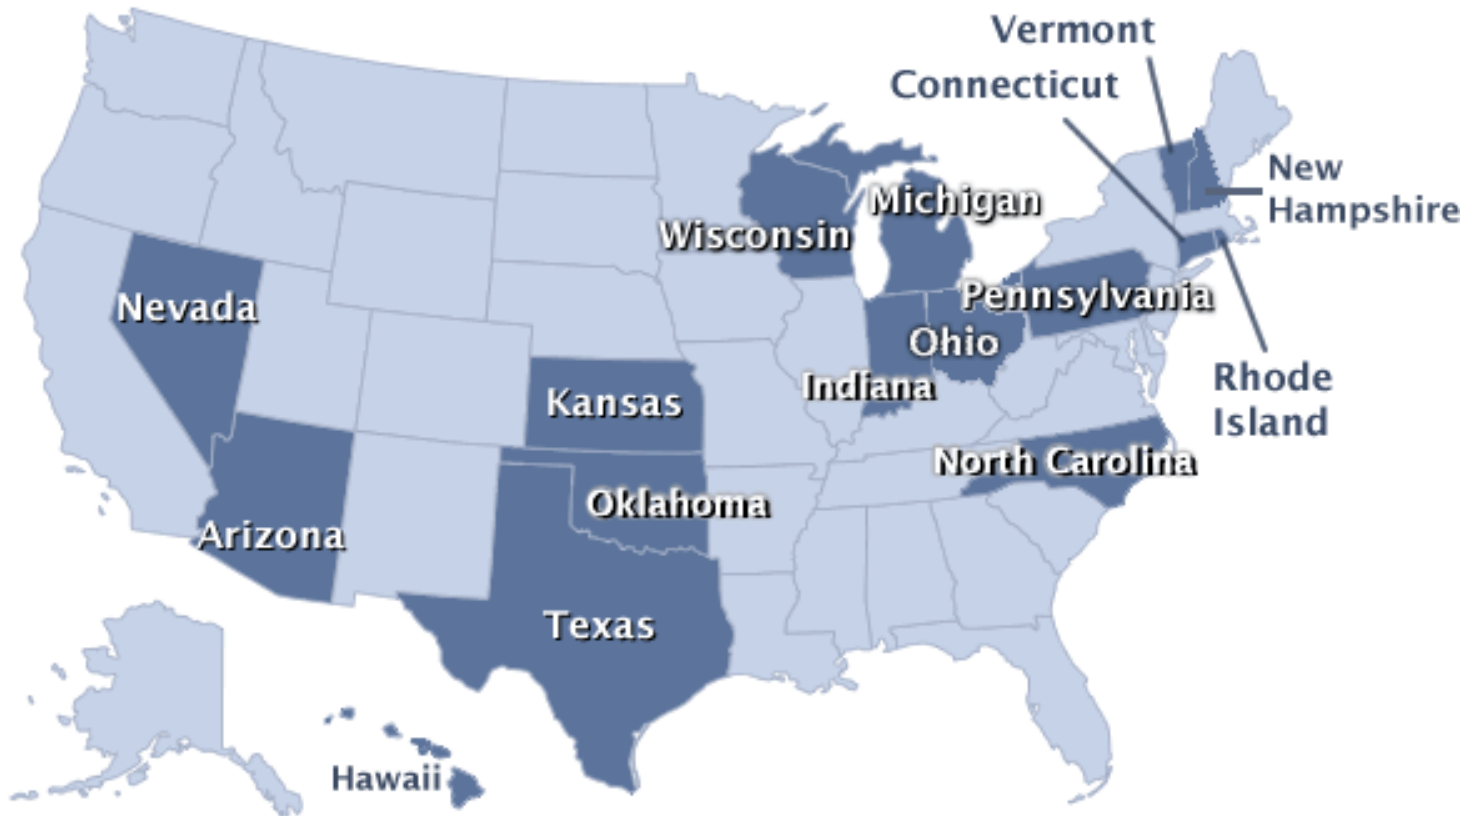 Vermont
Connecticut
New
Hampshire
Michigan
Wisconsin
Nevada
Pennsylvania
Ohio
Indiana
Kansas
Rhode
Island
North Carolina
Oklahoma
Arizona
Texas
Hawaii